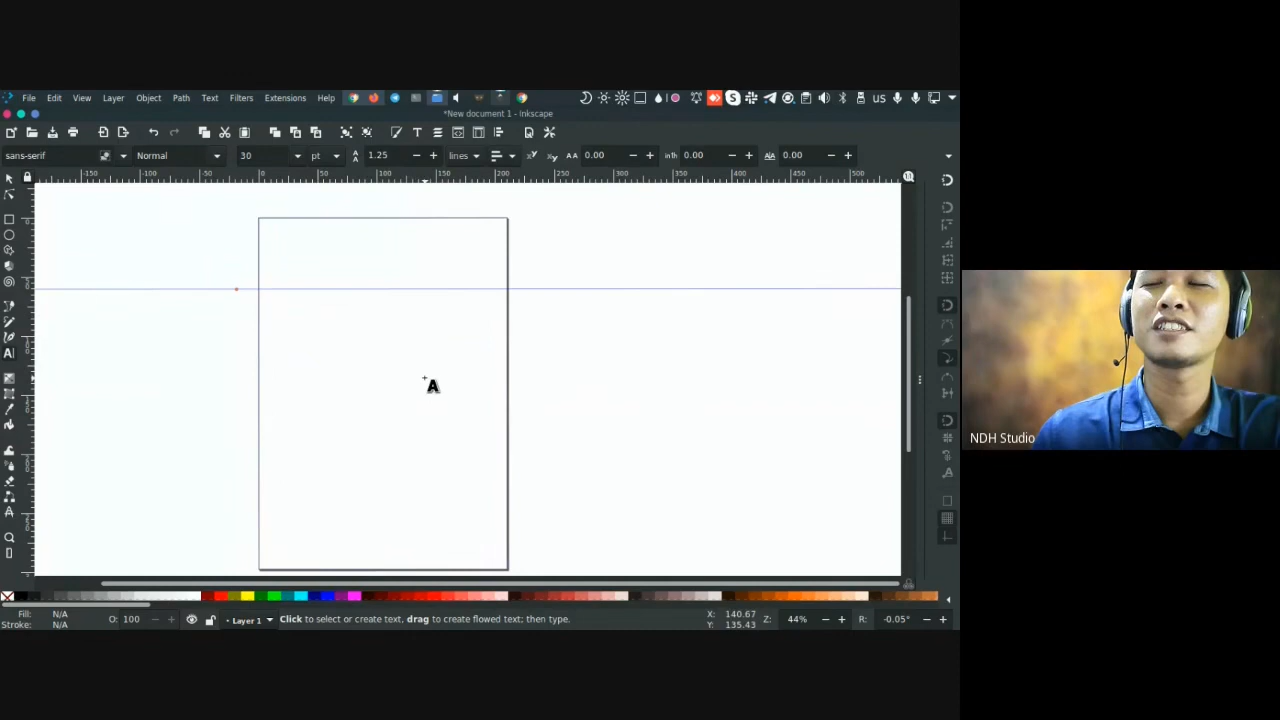 File Edit View Layer Object Path Text Filters Extensions Help US
*New document 1 - Inkscape
sans-serif Normal 30 pt 1.25 lines 0.00 0.00 0.00
-150 -100 -50 0 50 100 150 200 250 300 350 400 450 500
A
NDH Studio
Fill: N/A O: 100 Layer 1 Click to select or create text, drag to create flowed text; then type. X: 140.67 Z: 44% R: -0.05°
Stroke: N/A Y: 135.43